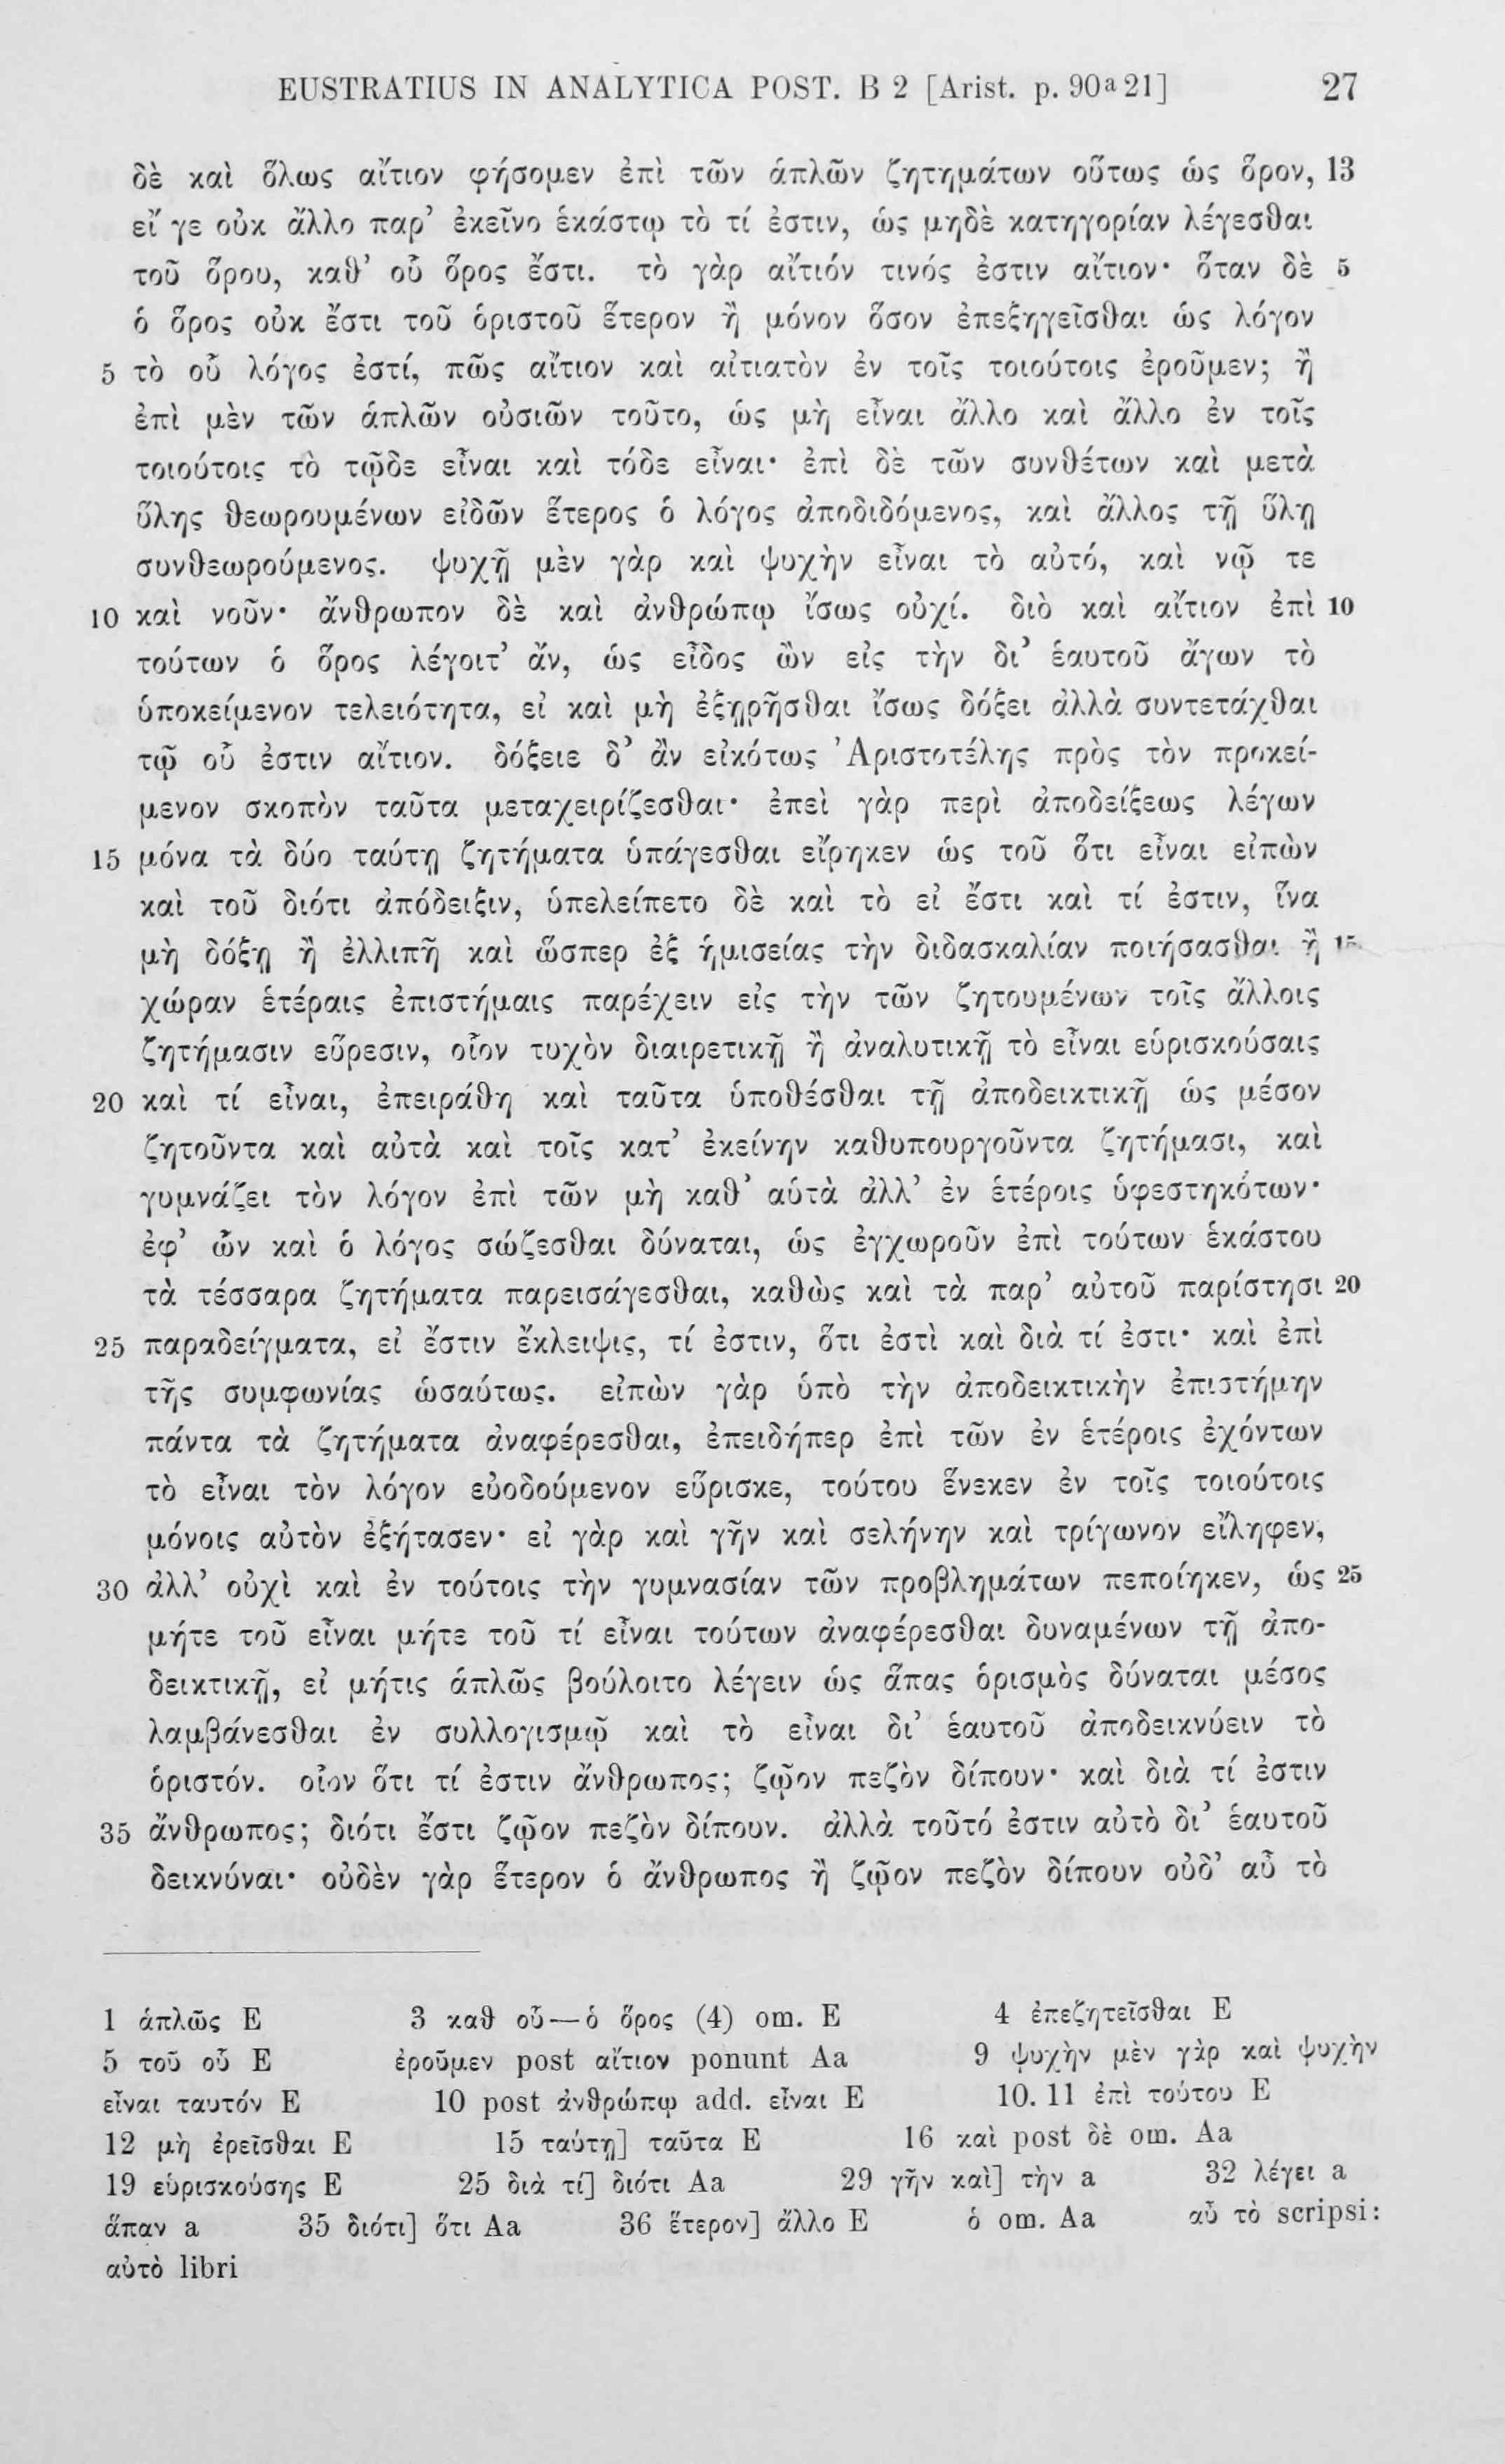 EUSTRATIUS IN ANALYTICA POST. B 2 [Arist. p. 90a21] 27
δὲ καὶ ὅλως αἴτιον φήσομεν ἐπὶ τῶν ἁπλῶν ζητημάτων οὕτως ὡς ὅρον, 13
εἴ γε οὐκ ἄλλο παρ’ ἐκεῖνο ἑκάστῳ τὸ τί ἐστιν, ὡς μηδὲ κατηγορίαν λέγεσθαι
τοῦ ὅρου, καθ’ οὗ ὅρος ἔστι. τὸ γὰρ αἴτιόν τινός ἐστιν αἴτιον· ὅταν δὲ 5
ὁ ὅρος οὐκ ἔστι τοῦ ὁριστοῦ ἕτερον ἢ μόνον ὅσον ἐπεξηγεῖσθαι ὡς λόγον
5 τὸ οὗ λόγος ἐστί, πῶς αἴτιον καὶ αἰτιατὸν ἐν τοῖς τοιούτοις ἐροῦμεν; ἢ
ἐπὶ μὲν τῶν ἁπλῶν οὐσιῶν τοῦτο, ὡς μὴ εἶναι ἄλλο καὶ ἄλλο ἐν τοῖς
τοιούτοις τὸ τῷδε εἶναι καὶ τόδε εἶναι· ἐπὶ δὲ τῶν συνθέτων καὶ μετὰ
ὕλης θεωρουμένων εἰδῶν ἕτερος ὁ λόγος ἀποδιδόμενος, καὶ ἄλλος τῇ ὕλῃ
συνθεωρούμενος. ψυχῇ μὲν γὰρ καὶ ψυχὴν εἶναι τὸ αὐτό, καὶ νῷ τε
10 καὶ νοῦν· ἄνθρωπον δὲ καὶ ἀνθρώπῳ ἴσως οὐχί. διὸ καὶ αἴτιον ἐπὶ 10
τούτων ὁ ὅρος λέγοιτ’ ἄν, ὡς εἶδος ὢν εἰς τὴν δι’ ἑαυτοῦ ἄγων τὸ
ὑποκείμενον τελειότητα, εἰ καὶ μὴ ἐξῃρῆσθαι ἴσως δόξει ἀλλὰ συντετάχθαι
τῷ οὗ ἐστιν αἴτιον. δόξειε δ’ ἂν εἰκότως Ἀριστοτέλης πρὸς τὸν προκεί-
μενον σκοπὸν ταῦτα μεταχειρίζεσθαι· ἐπεὶ γὰρ περὶ ἀποδείξεως λέγων
15 μόνα τὰ δύο ταύτῃ ζητήματα ὑπάγεσθαι εἴρηκεν ὡς τοῦ ὅτι εἶναι εἰπὼν
καὶ τοῦ διότι ἀπόδειξιν, ὑπελείπετο δὲ καὶ τὸ εἰ ἔστι καὶ τί ἐστιν, ἵνα
μὴ δόξῃ ἢ ἐλλιπῆ καὶ ὥσπερ ἐξ ἡμισείας τὴν διδασκαλίαν ποιήσασθαι ἢ 15
χώραν ἑτέραις ἐπιστήμαις παρέχειν εἰς τὴν τῶν ζητουμένων τοῖς ἄλλοις
ζητήμασιν εὕρεσιν, οἷον τυχὸν διαιρετικῇ ἢ ἀναλυτικῇ τὸ εἶναι εὑρισκούσαις
20 καὶ τί εἶναι, ἐπειράθη καὶ ταῦτα ὑποθέσθαι τῇ ἀποδεικτικῇ ὡς μέσον
ζητοῦντα καὶ αὐτὰ καὶ τοῖς κατ’ ἐκείνην καθυπουργοῦντα ζητήμασι, καὶ
γυμνάζει τὸν λόγον ἐπὶ τῶν μὴ καθ’ αὑτὰ ἀλλ’ ἐν ἑτέροις ὑφεστηκότων·
ἐφ’ ὧν καὶ ὁ λόγος σώζεσθαι δύναται, ὡς ἐγχωροῦν ἐπὶ τούτων ἑκάστου
τὰ τέσσαρα ζητήματα παρεισάγεσθαι, καθὼς καὶ τὰ παρ’ αὐτοῦ παρίστησι 20
25 παραδείγματα, εἰ ἔστιν ἔκλειψις, τί ἐστιν, ὅτι ἐστὶ καὶ διὰ τί ἐστι· καὶ ἐπὶ
τῆς συμφωνίας ὡσαύτως. εἰπὼν γὰρ ὑπὸ τὴν ἀποδεικτικὴν ἐπιστήμην
πάντα τὰ ζητήματα ἀναφέρεσθαι, ἐπειδήπερ ἐπὶ τῶν ἐν ἑτέροις ἐχόντων
τὸ εἶναι τὸν λόγον εὐοδούμενον εὕρισκε, τούτου ἕνεκεν ἐν τοῖς τοιούτοις
μόνοις αὐτὸν ἐξήτασεν· εἰ γὰρ καὶ γῆν καὶ σελήνην καὶ τρίγωνον εἴληφεν,
30 ἀλλ’ οὐχὶ καὶ ἐν τούτοις τὴν γυμνασίαν τῶν προβλημάτων πεποίηκεν, ὡς 25
μήτε τοῦ εἶναι μήτε τοῦ τί εἶναι τούτων ἀναφέρεσθαι δυναμένων τῇ ἀπο-
δεικτικῇ, εἰ μήτις ἁπλῶς βούλοιτο λέγειν ὡς ἅπας ὁρισμὸς δύναται μέσος
λαμβάνεσθαι ἐν συλλογισμῷ καὶ τὸ εἶναι δι’ ἑαυτοῦ ἀποδεικνύειν τὸ
ὁριστόν. οἷον ὅτι τί ἐστιν ἄνθρωπος; ζῷον πεζὸν δίπουν· καὶ διὰ τί ἐστιν
35 ἄνθρωπος; διότι ἔστι ζῷον πεζὸν δίπουν. ἀλλὰ τοῦτό ἐστιν αὐτὸ δι’ ἑαυτοῦ
δεικνύναι· οὐδὲν γὰρ ἕτερον ὁ ἄνθρωπος ἢ ζῷον πεζὸν δίπουν οὐδ’ αὖ τὸ
1 ἁπλῶς E 3 καθ οὗ—ὁ ὅρος (4) om. E 4 ἐπεζητεῖσθαι E
5 τοῦ οὗ E ἐροῦμεν post αἴτιον ponunt Aa 9 ψυχὴν μὲν γὰρ καὶ ψυχὴν
εἶναι ταυτόν E 10 post ἀνθρώπῳ add. εἶναι E 10. 11 ἐπὶ τούτου E
12 μὴ ἐρεῖσθαι E 15 ταύτῃ] ταῦτα E 16 καὶ post δὲ om. Aa
19 εὑρισκούσης E 25 διὰ τί] διότι Aa 29 γῆν καὶ] τὴν a 32 λέγει a
ἅπαν a 35 διότι] ὅτι Aa 36 ἕτερον] ἄλλο E ὁ om. Aa αὖ τὸ scripsi:
αὐτὸ libri